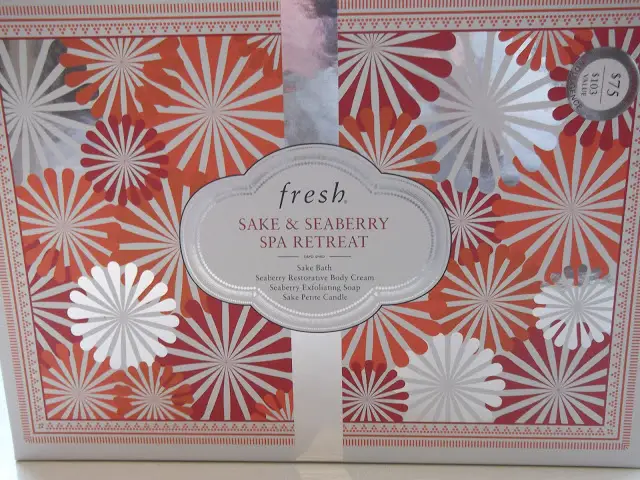 fresh®
SAKE & SEABERRY
SPA RETREAT
Sake Bath
Seaberry Restorative Body Cream
Seaberry Exfoliating Soap
Sake Petite Candle
$75
$103
VALUE